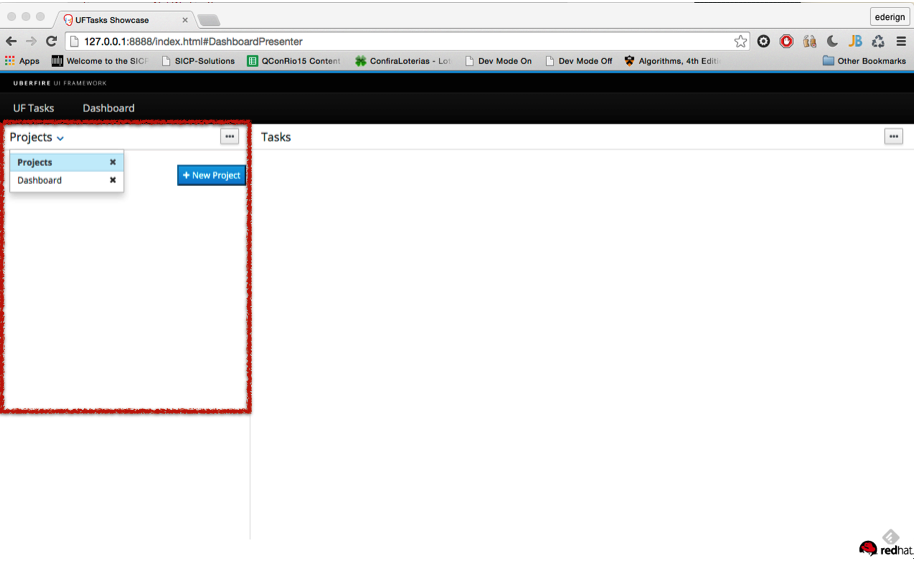 UFTasks Showcase
ederign
127.0.0.1:8888/index.html#DashboardPresenter
Apps Welcome to the SICP SICP-Solutions QConRio15 Content ConfiraLoterias - Lot Dev Mode On Dev Mode Off Algorithms, 4th Editi Other Bookmarks
UBERFIRE UI FRAMEWORK
UF Tasks Dashboard
Projects Tasks
Projects
Dashboard
+ New Project
redhat.